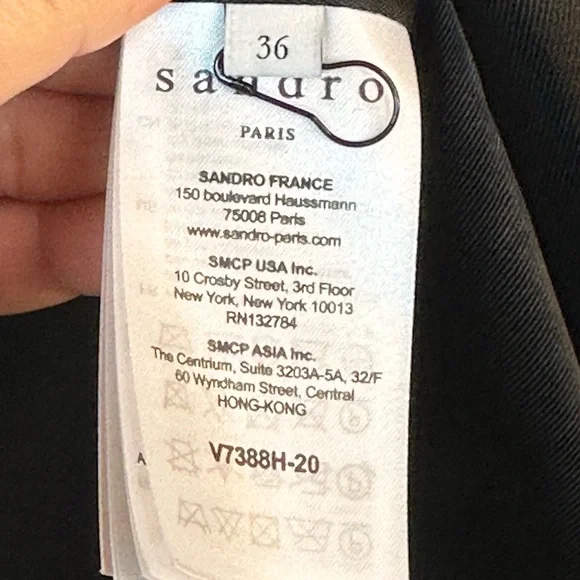 36
sandro
PARIS
SANDRO FRANCE
150 boulevard Haussmann
75008 Paris
www.sandro-paris.com
SMCP USA Inc.
10 Crosby Street, 3rd Floor
New York, New York 10013
RN132784
SMCP ASIA Inc.
The Centrium, Suite 3203A-5A, 32/F
60 Wyndham Street, Central
HONG-KONG
A
V7388H-20